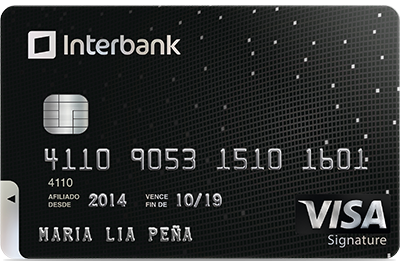 Interbank
4110 9053 1510 1601
4110
AFILIADO DESDE 2014 VENCE FIN DE 10/19
VISA
Signature
MARIA LIA PEÑA